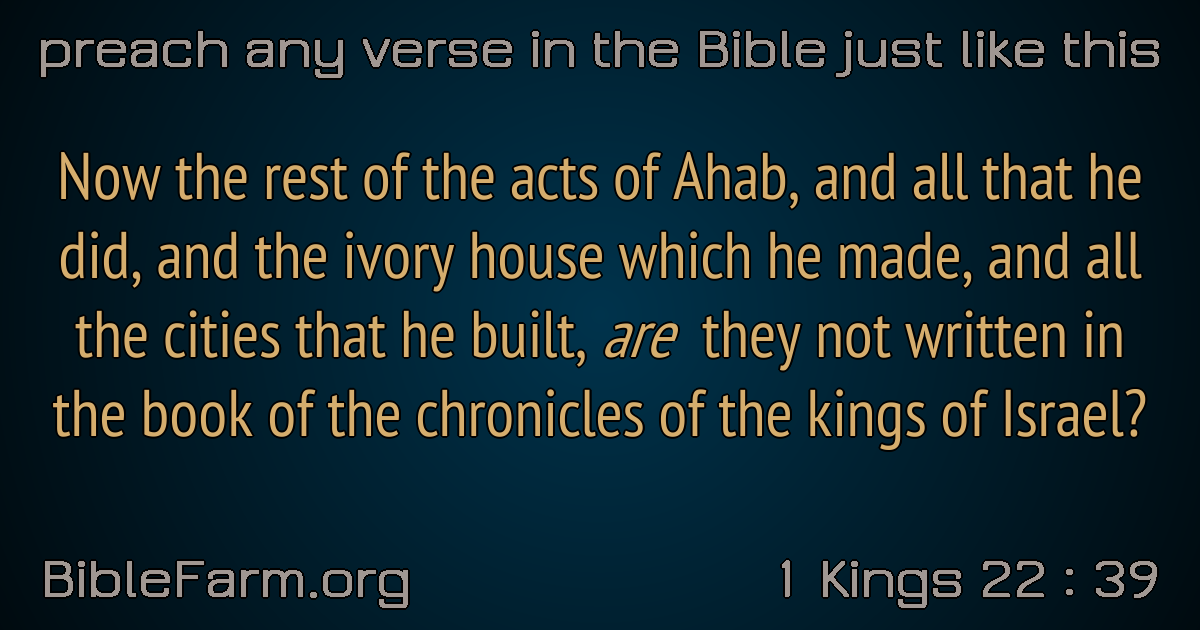 preach any verse in the Bible just like this
Now the rest of the acts of Ahab, and all that he
did, and the ivory house which he made, and all
the cities that he built, are they not written in
the book of the chronicles of the kings of Israel?
BibleFarm.org
1 Kings 22 : 39